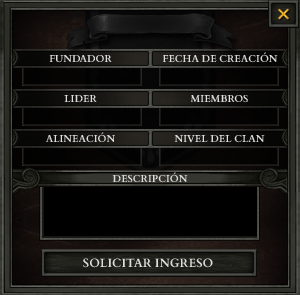 FUNDADOR FECHA DE CREACIÓN
LIDER MIEMBROS
ALINEACIÓN NIVEL DEL CLAN
DESCRIPCIÓN
SOLICITAR INGRESO